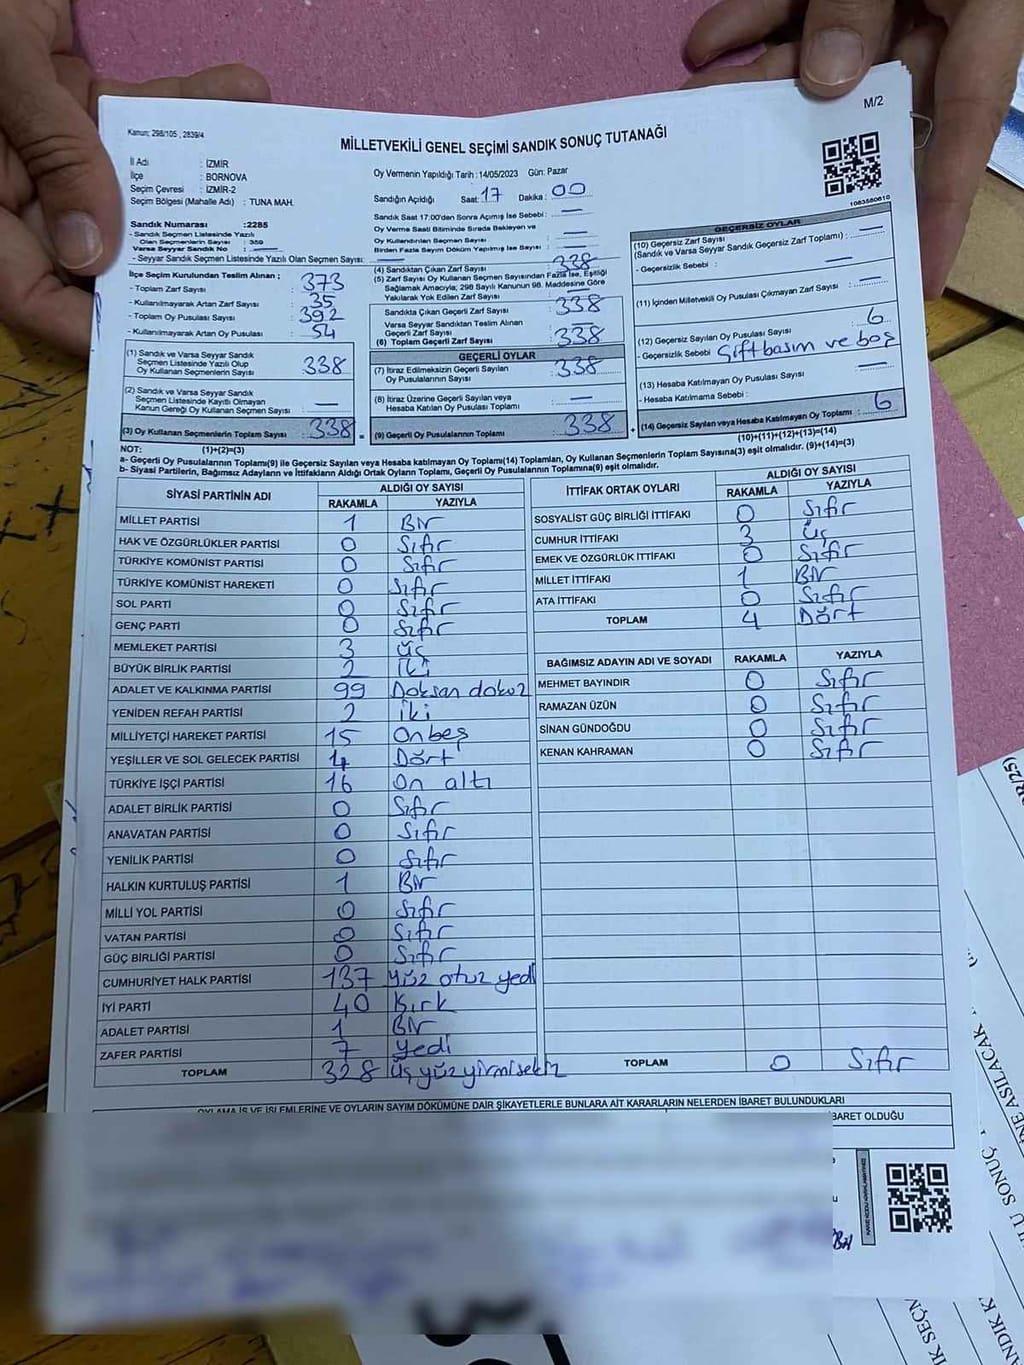 M/2
Kanun: 298/105 , 2839/4
MİLLETVEKİLİ GENEL SEÇİMİ SANDIK SONUÇ TUTANAĞI
İl Adı : İZMİR
İlçe : BORNOVA
Seçim Çevresi : İZMİR-2
Seçim Bölgesi (Mahalle Adı) : TUNA MAH.
Sandık Numarası :2285
- Sandık Seçmen Listesinde Yazılı
Olan Seçmenlerin Sayısı : 359
Varsa Seyyar Sandık No : —
- Seyyar Sandık Listesinde Yazılı Olan Seçmen Sayısı: —
Oy Vermenin Yapıldığı Tarih :14/05/2023 Gün: Pazar
Sandığın Açıldığı Saat: 17 Dakika: 00
Sandık Saat 17:00'den Sonra Açılmış İse Sebebi : —
Oy Verme Saati Bitiminde Sırada Bekleyen ve
Oy Kullandırılan Seçmen Sayısı : —
Birden Fazla Seyim Döküm Yapılmış İse Sayısı : —
1083580610
İlçe Seçim Kurulundan Teslim Alınan ;
- Toplam Zarf Sayısı : 373
- Kullanılmayarak Artan Zarf Sayısı : 35
- Toplam Oy Pusulası : 392
- Kullanılmayarak Artan Oy Pusulası : 54
(1) Sandık ve Varsa Seyyar Sandık
Seçmen Listesinde Yazılı Olup
Oy Kullanan Seçmenlerin Sayısı : 338
(2) Sandık ve Varsa Seyyar Sandık
Seçmen Listesinde Kayıtlı Olmayan
Kanun Gereği Oy Kullanan Seçmen Sayısı : —
(3) Oy Kullanan Seçmenlerin Toplam Sayısı : 338
(4) Sandıktan Çıkan Zarf Sayısı : 338
(5) Zarf Sayısı Oy Kullanan Seçmen Sayısından Fazla İse, Eşitliği
Sağlamak Amacıyla; 298 Sayılı Kanunun 98. Maddesine Göre
Yakılarak Yok Edilen Zarf Sayısı : —
Sandıkta Çıkan Geçerli Zarf Sayısı : 338
Varsa Seyyar Sandıktan Teslim Alınan
Geçerli Zarf Sayısı : —
(6) Toplam Geçerli Zarf Sayısı : 338
GEÇERLİ OYLAR
(7) İtiraz Edilmeksizin Geçerli Sayılan
Oy Pusulalarının Sayısı : 338
(8) İtiraz Üzerine Geçerli Sayılan veya
Hesaba Katılan Oy Pusulası Toplamı : —
(9) Geçerli Oy Pusulalarının Toplamı : 338
GEÇERSİZ OYLAR
(10) Geçersiz Zarf Sayısı
(Sandık ve Varsa Seyyar Sandık Geçersiz Zarf Toplamı) : —
- Geçersizlik Sebebi : —
(11) İçinden Milletvekili Oy Pusulası Çıkmayan Zarf Sayısı : —
(12) Geçersiz Sayılan Oy Pusulası Sayısı : 6
- Geçersizlik Sebebi : Çift basım ve boş
(13) Hesaba Katılmayan Oy Pusulası Sayısı : —
- Hesaba Katılmama Sebebi : —
(14) Geçersiz Sayılan veya Hesaba Katılmayan Oy Toplamı : 6
NOT: (1)+(2)=(3) (10)+(11)+(12)+(13)=(14)
a- Geçerli Oy Pusulalarının Toplamı(9) ile Geçersiz Sayılan veya Hesaba katılmayan Oy Toplamı(14) Toplamları, Oy Kullanan Seçmenlerin Toplam Sayısına(3) eşit olmalıdır. (9)+(14)=(3)
b- Siyasi Partilerin, Bağımsız Adayların ve İttifakların Aldığı Ortak Oyların Toplamı, Geçerli Oy Pusulalarının Toplamına(9) eşit olmalıdır.
SİYASİ PARTİNİN ADI ALDIĞI OY SAYISI
RAKAMLA YAZIYLA
MİLLET PARTİSİ 1 Bir
HAK VE ÖZGÜRLÜKLER PARTİSİ 0 Sıfır
TÜRKİYE KOMÜNİST PARTİSİ 0 Sıfır
TÜRKİYE KOMÜNİST HAREKETİ 0 Sıfır
SOL PARTİ 0 Sıfır
GENÇ PARTİ 0 Sıfır
MEMLEKET PARTİSİ 3 Üç
BÜYÜK BİRLİK PARTİSİ 2 İki
ADALET VE KALKINMA PARTİSİ 99 Doksan dokuz
YENİDEN REFAH PARTİSİ 2 İki
MİLLİYETÇİ HAREKET PARTİSİ 15 Onbeş
YEŞİLLER VE SOL GELECEK PARTİSİ 4 Dört
TÜRKİYE İŞÇİ PARTİSİ 16 On altı
ADALET BİRLİK PARTİSİ 0 Sıfır
ANAVATAN PARTİSİ 0 Sıfır
YENİLİK PARTİSİ 0 Sıfır
HALKIN KURTULUŞ PARTİSİ 1 Bir
MİLLİ YOL PARTİSİ 0 Sıfır
VATAN PARTİSİ 0 Sıfır
GÜÇ BİRLİĞİ PARTİSİ 0 Sıfır
CUMHURİYET HALK PARTİSİ 137 yüz otuz yedi
İYİ PARTİ 40 Kırk
ADALET PARTİSİ 1 Bir
ZAFER PARTİSİ 7 Yedi
TOPLAM 328 üç yüz yirmi sekiz
İTTİFAK ORTAK OYLARI ALDIĞI OY SAYISI
RAKAMLA YAZIYLA
SOSYALİST GÜÇ BİRLİĞİ İTTİFAKI 0 Sıfır
CUMHUR İTTİFAKI 3 Üç
EMEK VE ÖZGÜRLÜK İTTİFAKI 0 Sıfır
MİLLET İTTİFAKI 1 Bir
ATA İTTİFAKI 0 Sıfır
TOPLAM 4 Dört
BAĞIMSIZ ADAYIN ADI VE SOYADI RAKAMLA YAZIYLA
MEHMET BAYINDIR 0 Sıfır
RAMAZAN ÜZÜN 0 Sıfır
SİNAN GÜNDOĞDU 0 Sıfır
KENAN KAHRAMAN 0 Sıfır
TOPLAM 0 Sıfır
OYLAMA İŞ VE İŞLEMLERİNE VE OYLARIN SAYIM DÖKÜMÜNE DAİR ŞİKAYETLERLE BUNLARA AİT KARARLARIN NELERDEN İBARET BULUNDUKLARI
BARET OLDUĞU
R/25)
NE ASILACAK
LU SONUÇ
K SEÇM
ANDIK K